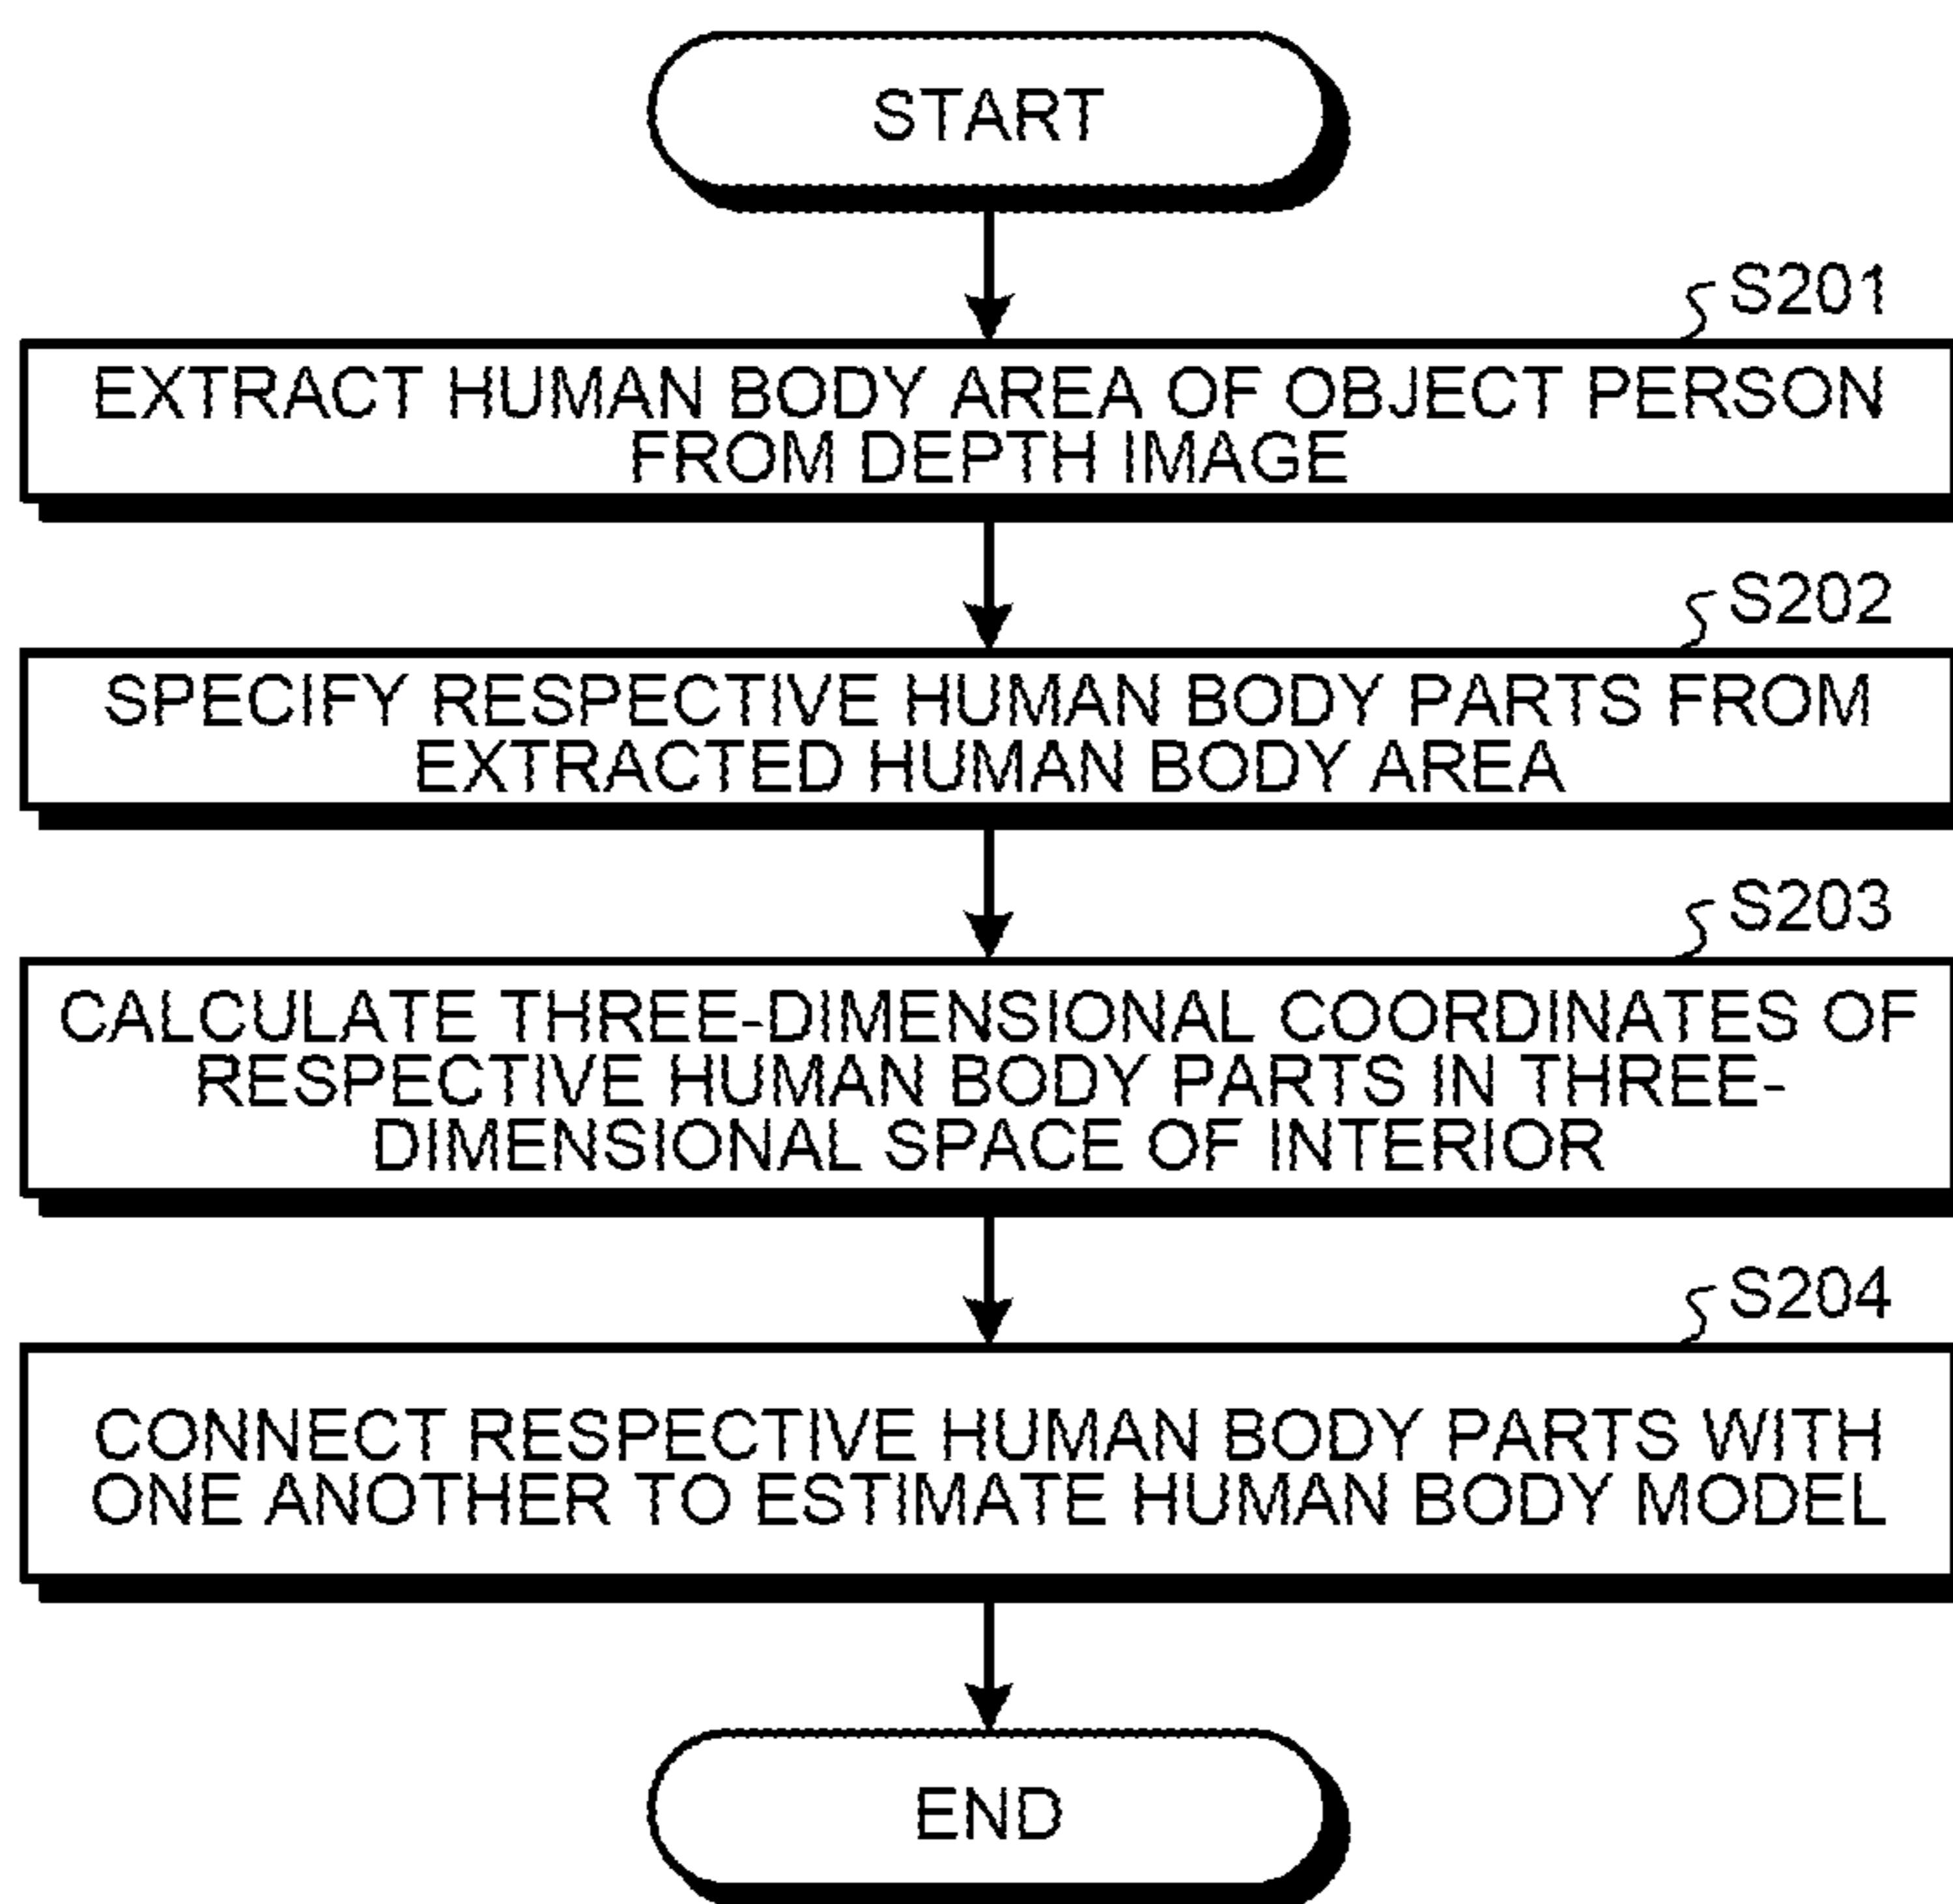 START
S201
EXTRACT HUMAN BODY AREA OF OBJECT PERSON
FROM DEPTH IMAGE
S202
SPECIFY RESPECTIVE HUMAN BODY PARTS FROM
EXTRACTED HUMAN BODY AREA
S203
CALCULATE THREE-DIMENSIONAL COORDINATES OF
RESPECTIVE HUMAN BODY PARTS IN THREE-
DIMENSIONAL SPACE OF INTERIOR
S204
CONNECT RESPECTIVE HUMAN BODY PARTS WITH
ONE ANOTHER TO ESTIMATE HUMAN BODY MODEL
END